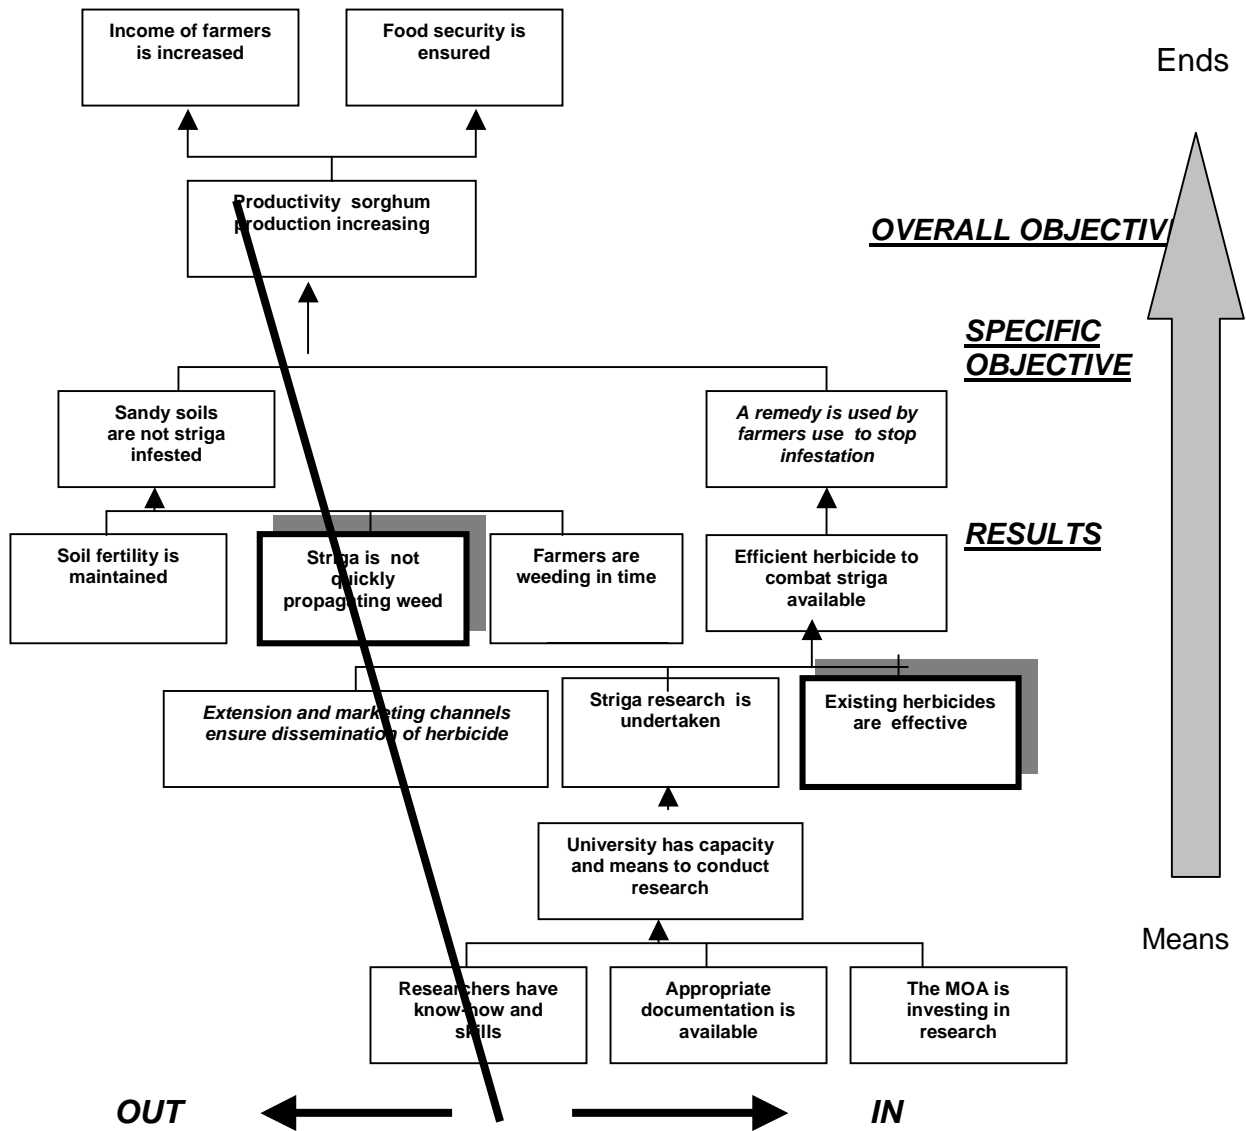 Income of farmers
is increased
Food security is
ensured
Ends
Productivity sorghum
production increasing
OVERALL OBJECTIV
SPECIFIC
OBJECTIVE
Sandy soils
are not striga
infested
A remedy is used by
farmers use to stop
infestation
RESULTS
Soil fertility is
maintained
Striga is not
quickly
propagating weed
Farmers are
weeding in time
Efficient herbicide to
combat striga
available
Extension and marketing channels
ensure dissemination of herbicide
Striga research is
undertaken
Existing herbicides
are effective
University has capacity
and means to conduct
research
Means
Researchers have
know-how and
skills
Appropriate
documentation is
available
The MOA is
investing in
research
OUT
IN